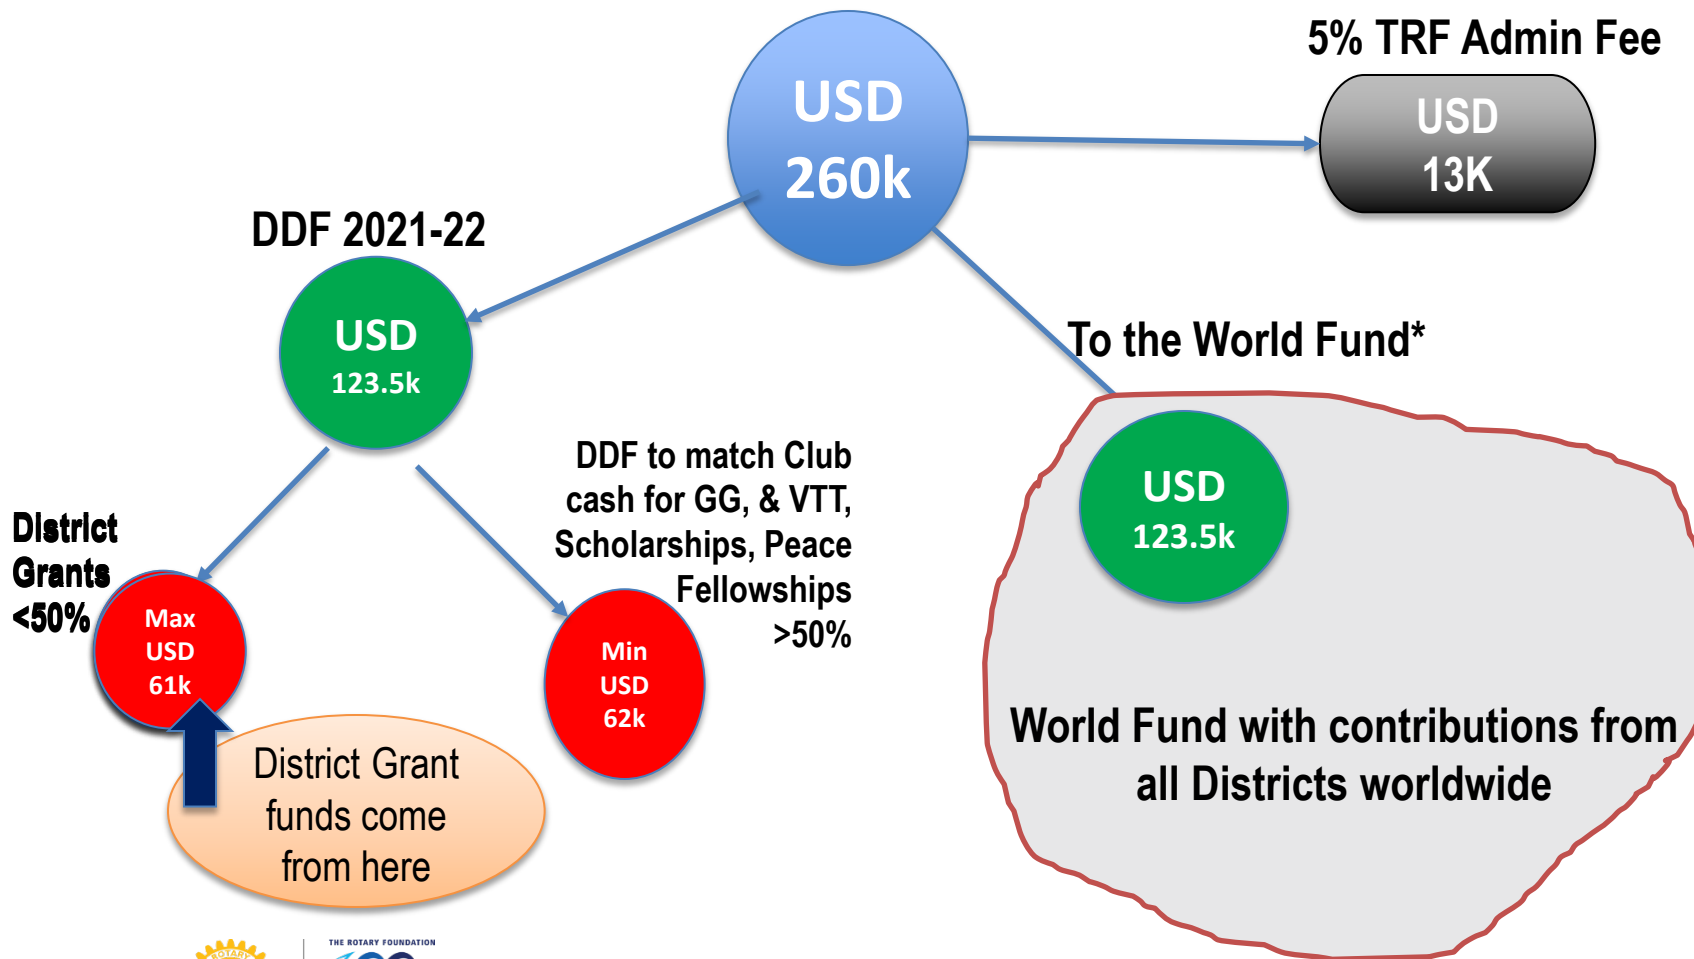 5% TRF Admin Fee
USD
260k
USD
13K
DDF 2021-22
USD
123.5k
To the World Fund*
USD
123.5k
DDF to match Club
cash for GG, & VTT,
Scholarships, Peace
Fellowships
>50%
District
Grants
<50%
Max
USD
61k
Min
USD
62k
World Fund with contributions from
all Districts worldwide
District Grant
funds come
from here
ROTARY
THE ROTARY FOUNDATION